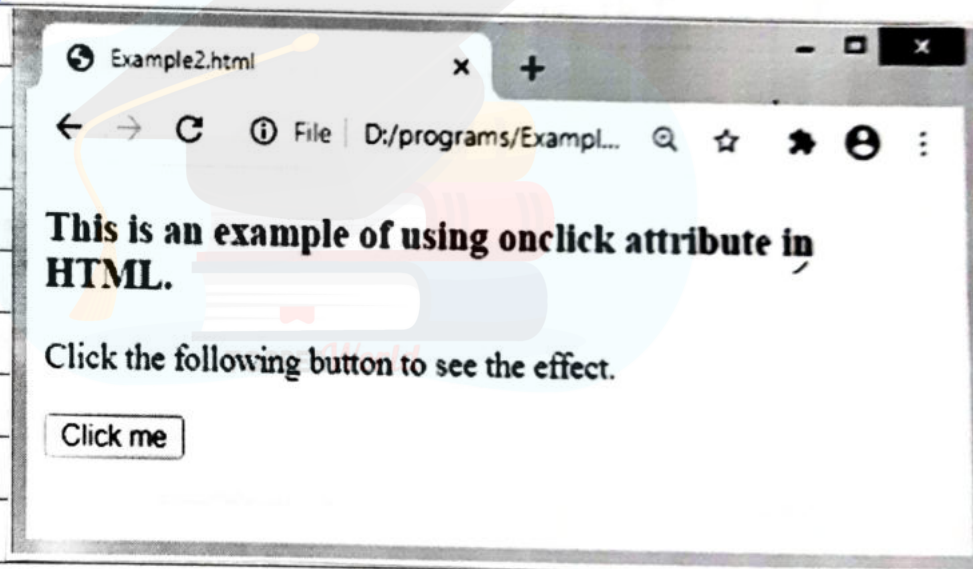 Example2.html
File D:/programs/Exampl...
This is an example of using onclick attribute in
HTML.
Click the following button to see the effect.
Click me